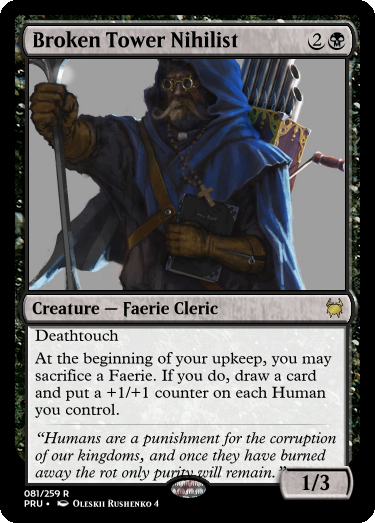 Broken Tower Nihilist 2
Creature — Faerie Cleric
Deathtouch
At the beginning of your upkeep, you may
sacrifice a Faerie. If you do, draw a card
and put a +1/+1 counter on each Human
you control.
“Humans are a punishment for the corruption
of our kingdoms, and once they have burned
away the rot only purity will remain.”
1/3
081/259 R
PRU • Oleskii Rushenko 4